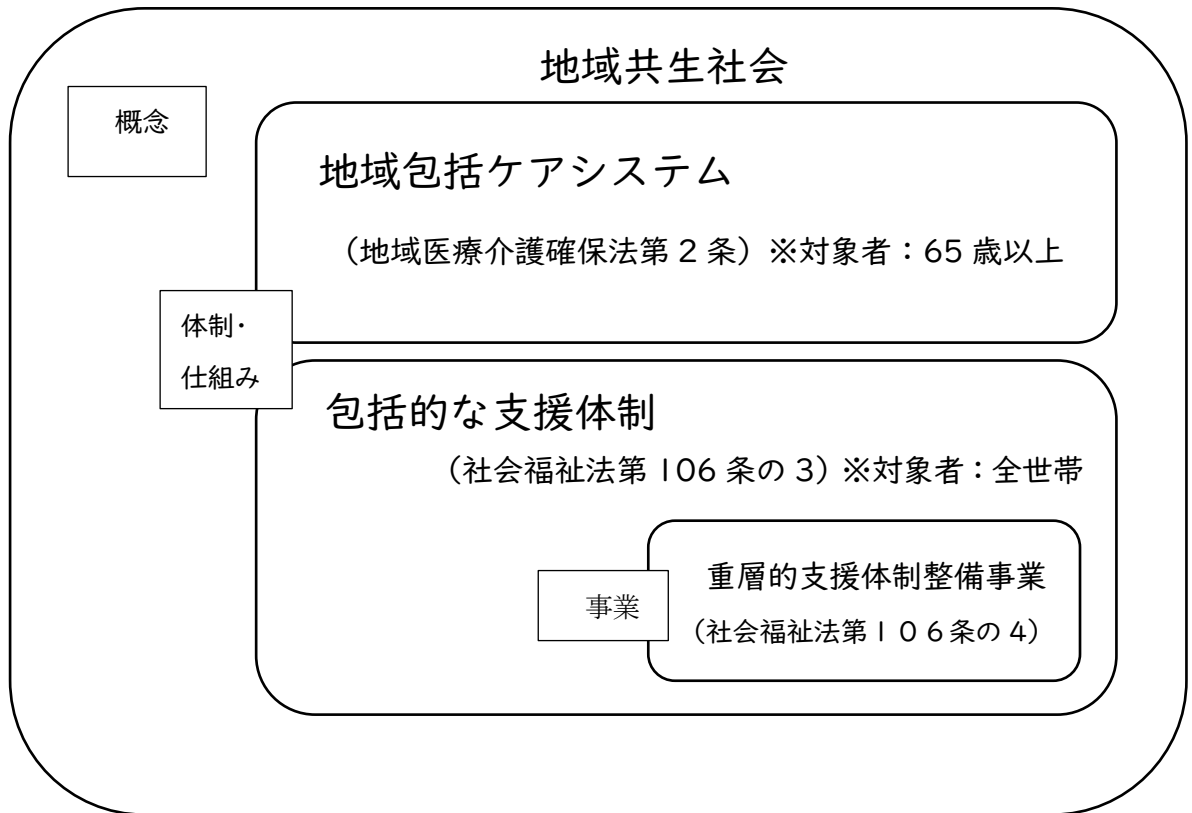 地域共生社会
概念
地域包括ケアシステム
（地域医療介護確保法第2条）※対象者：65歳以上
体制・
仕組み
包括的な支援体制
（社会福祉法第106条の3）※対象者：全世帯
事業
重層的支援体制整備事業
（社会福祉法第１０６条の4）